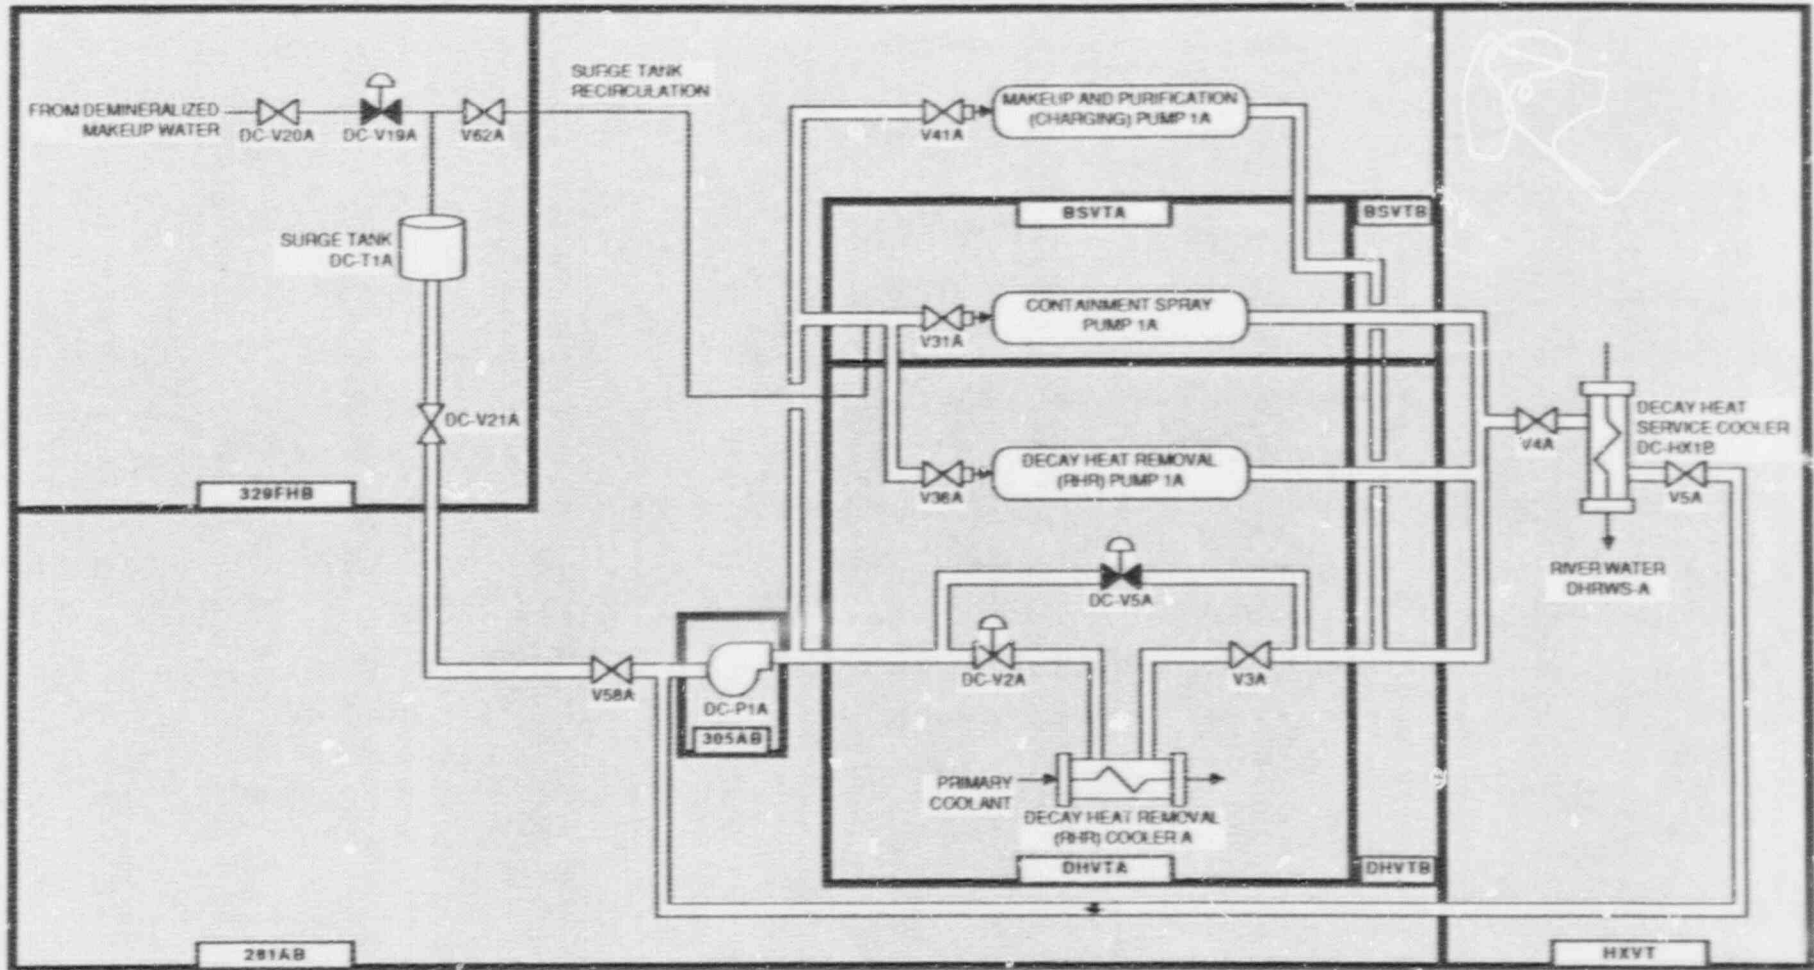 SURGE TANK
RECIRCULATION
FROM DEMINERALIZED
MAKEUP WATER
DC-V20A
DC-V19A
V62A
V41A
MAKEUP AND PURIFICATION
(CHARGING) PUMP 1A
BSVTA
BSVTB
SURGE TANK
DC-T1A
CONTAINMENT SPRAY
PUMP 1A
V31A
DC-V21A
DECAY HEAT
SERVICE COOLER
DC-HX1B
V4A
V5A
329FHB
DECAY HEAT REMOVAL
(RHR) PUMP 1A
V36A
RIVER WATER
DHRWS-A
DC-V5A
DC-V2A
V3A
V58A
DC-P1A
305AB
PRIMARY
COOLANT
DECAY HEAT REMOVAL
(RHR) COOLER A
DHVTA
DHVTB
281AB
HXVT